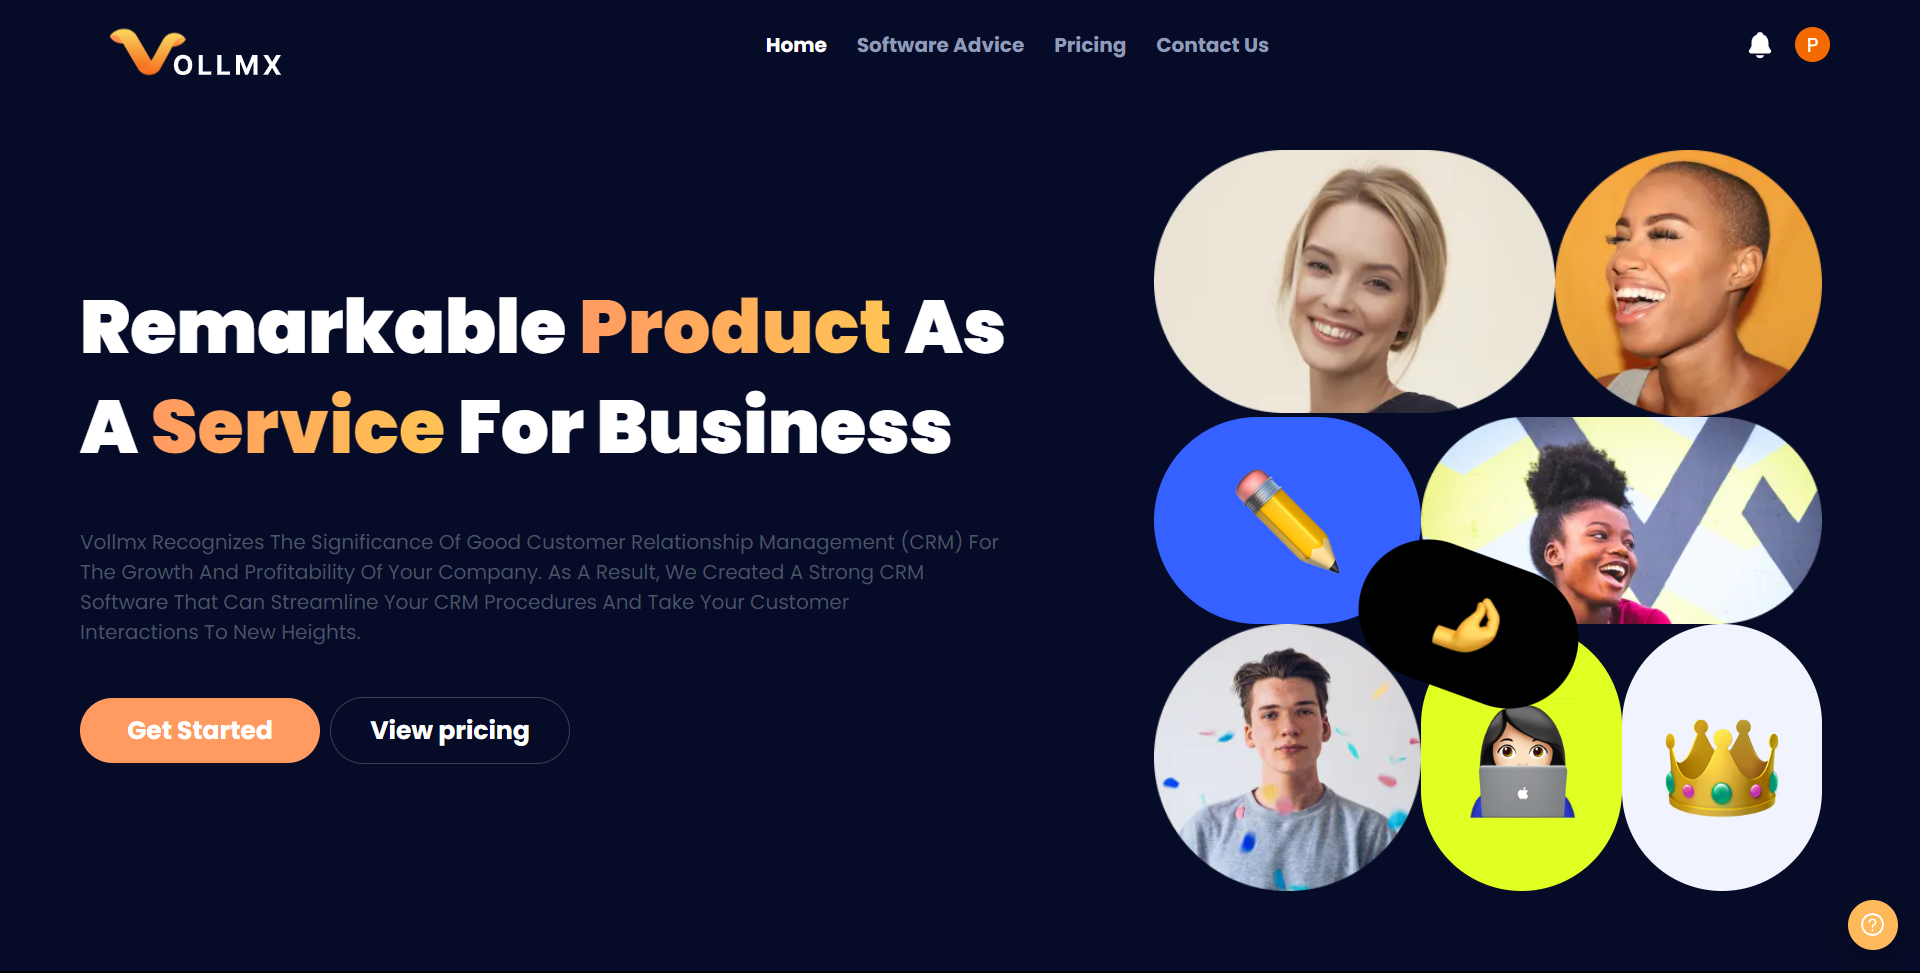 VOLLMX
Home Software Advice Pricing Contact Us
P
Remarkable Product As
A Service For Business
Vollmx Recognizes The Significance Of Good Customer Relationship Management (CRM) For
The Growth And Profitability Of Your Company. As A Result, We Created A Strong CRM
Software That Can Streamline Your CRM Procedures And Take Your Customer
Interactions To New Heights.
Get Started View pricing
?